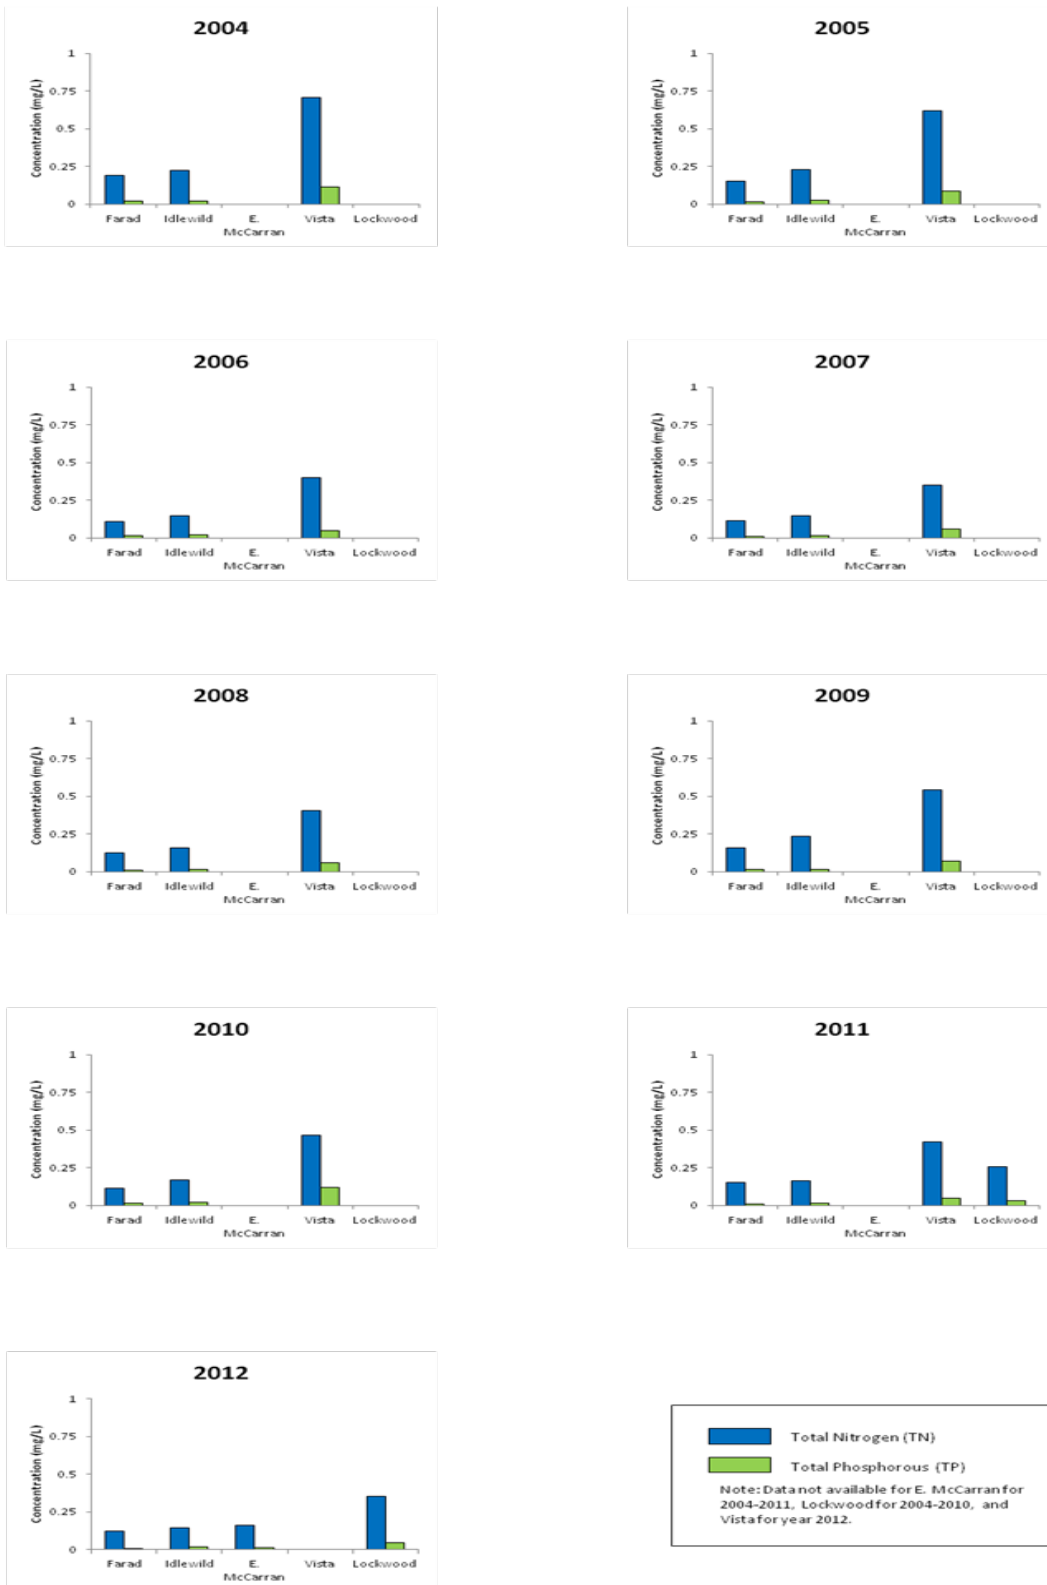 2004
Concentration (mg/L)
1
0.75
0.5
0.25
0
Farad Idlewild E. McCarran Vista Lockwood
2005
Concentration (mg/L)
1
0.75
0.5
0.25
0
Farad Idlewild E. McCarran Vista Lockwood
2006
Concentration (mg/L)
1
0.75
0.5
0.25
0
Farad Idlewild E. McCarran Vista Lockwood
2007
Concentration (mg/L)
1
0.75
0.5
0.25
0
Farad Idlewild E. McCarran Vista Lockwood
2008
Concentration (mg/L)
1
0.75
0.5
0.25
0
Farad Idlewild E. McCarran Vista Lockwood
2009
Concentration (mg/L)
1
0.75
0.5
0.25
0
Farad Idlewild E. McCarran Vista Lockwood
2010
Concentration (mg/L)
1
0.75
0.5
0.25
0
Farad Idlewild E. McCarran Vista Lockwood
2011
Concentration (mg/L)
1
0.75
0.5
0.25
0
Farad Idlewild E. McCarran Vista Lockwood
2012
Concentration (mg/L)
1
0.75
0.5
0.25
0
Farad Idlewild E. McCarran Vista Lockwood
Total Nitrogen (TN)
Total Phosphorous (TP)
Note: Data not available for E. McCarran for
2004-2011, Lockwood for 2004-2010, and
Vista for year 2012.